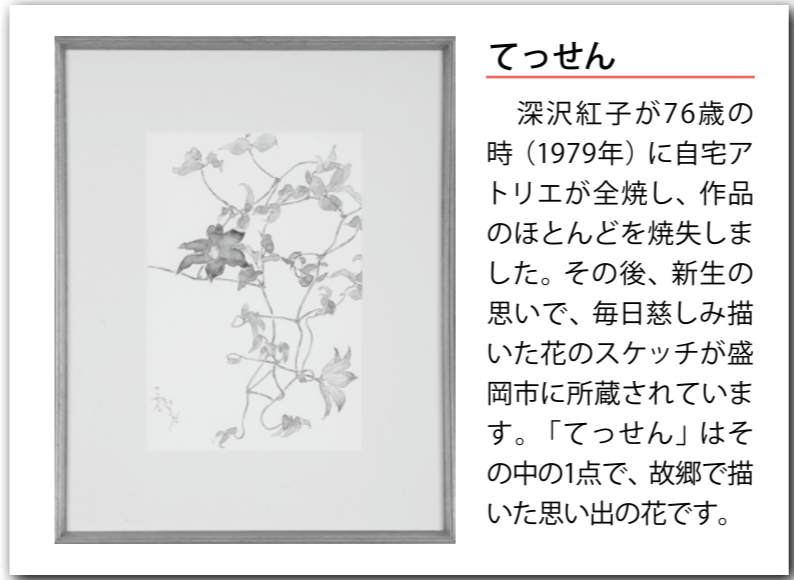 てっせん
深沢紅子が76歳の
時（1979年）に自宅ア
トリエが全焼し、作品
のほとんどを焼失しま
した。その後、新生の
思いで、毎日慈しみ描
いた花のスケッチが盛
岡市に所蔵されていま
す。「てっせん」はそ
の中の1点で、故郷で描
いた思い出の花です。